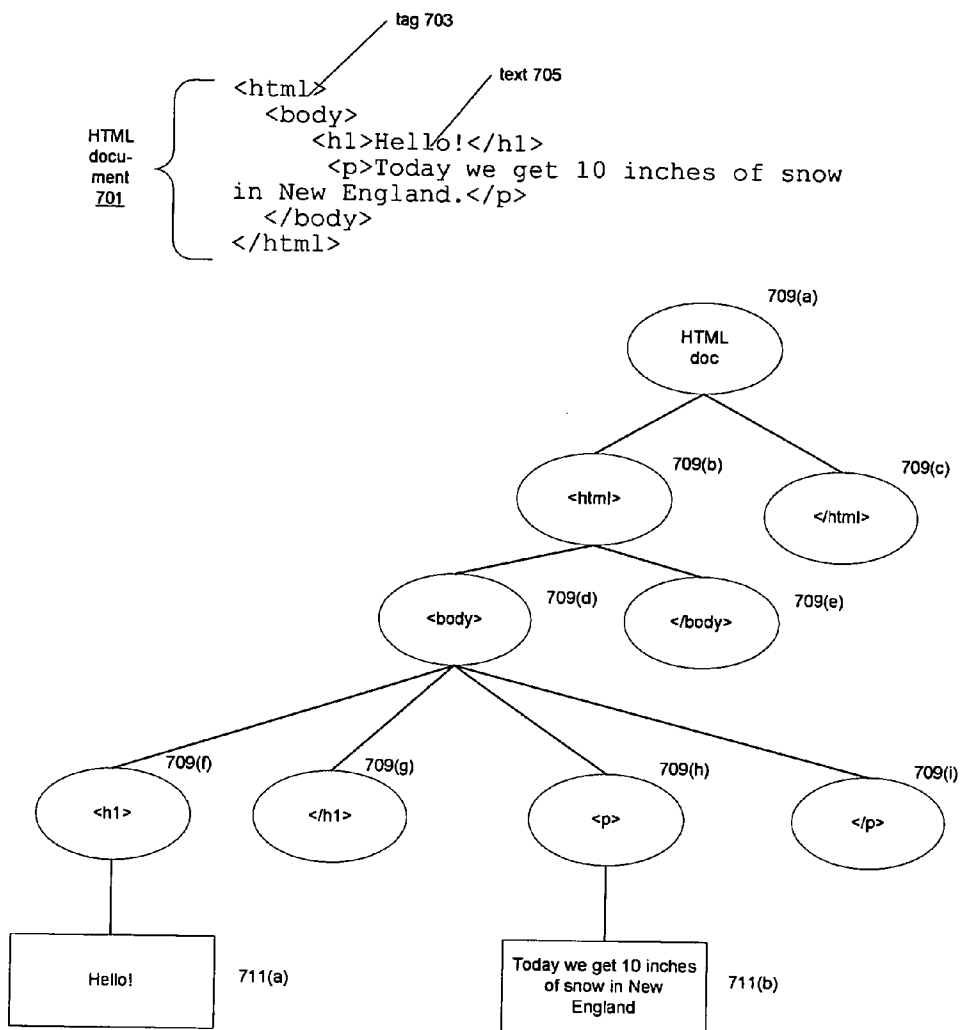 tag 703
text 705
<html>
<body>
<h1>Hello!</h1>
<p>Today we get 10 inches of snow
in New England.</p>
</body>
</html>
HTML
docu-
ment
701
709(a)
HTML
doc
709(b)
<html>
709(c)
</html>
709(d)
<body>
709(e)
</body>
709(f)
<h1>
709(g)
</h1>
709(h)
<p>
709(i)
</p>
Hello!
711(a)
Today we get 10 inches
of snow in New
England
711(b)